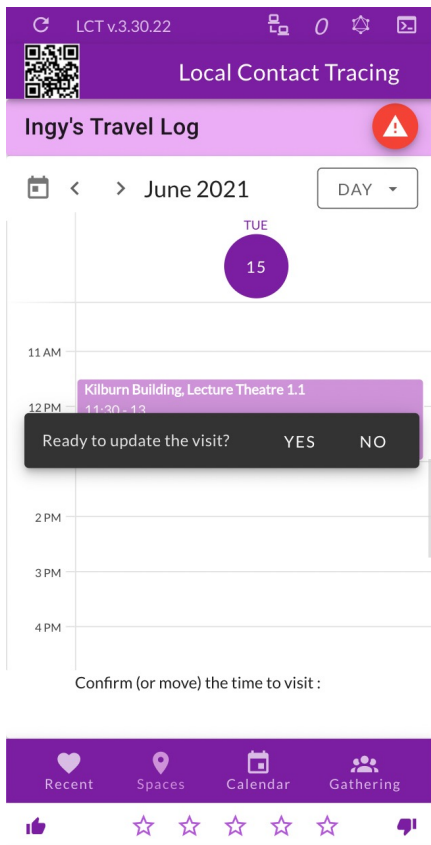 LCT v.3.30.22
0
Local Contact Tracing
Ingy's Travel Log
June 2021
DAY
TUE
15
11 AM
Kilburn Building, Lecture Theatre 1.1
12 PM
11:30 - 13
Ready to update the visit?
YES
NO
2 PM
3 PM
4 PM
Confirm (or move) the time to visit :
Recent
Spaces
Calendar
Gathering